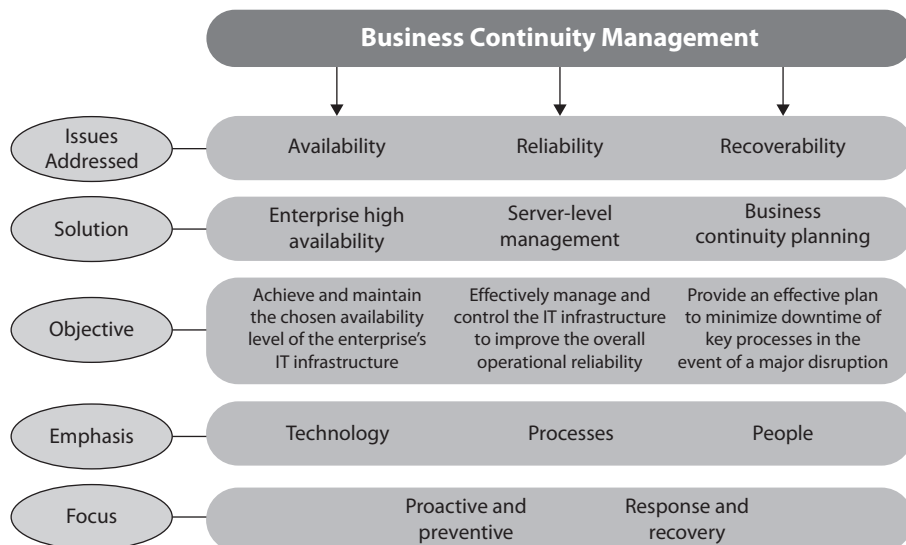 Business Continuity Management
Issues
Addressed
Availability
Reliability
Recoverability
Solution
Enterprise high
availability
Server-level
management
Business
continuity planning
Objective
Achieve and maintain
the chosen availability
level of the enterprise's
IT infrastructure
Effectively manage and
control the IT infrastructure
to improve the overall
operational reliability
Provide an effective plan
to minimize downtime of
key processes in the
event of a major disruption
Emphasis
Technology
Processes
People
Focus
Proactive and
preventive
Response and
recovery